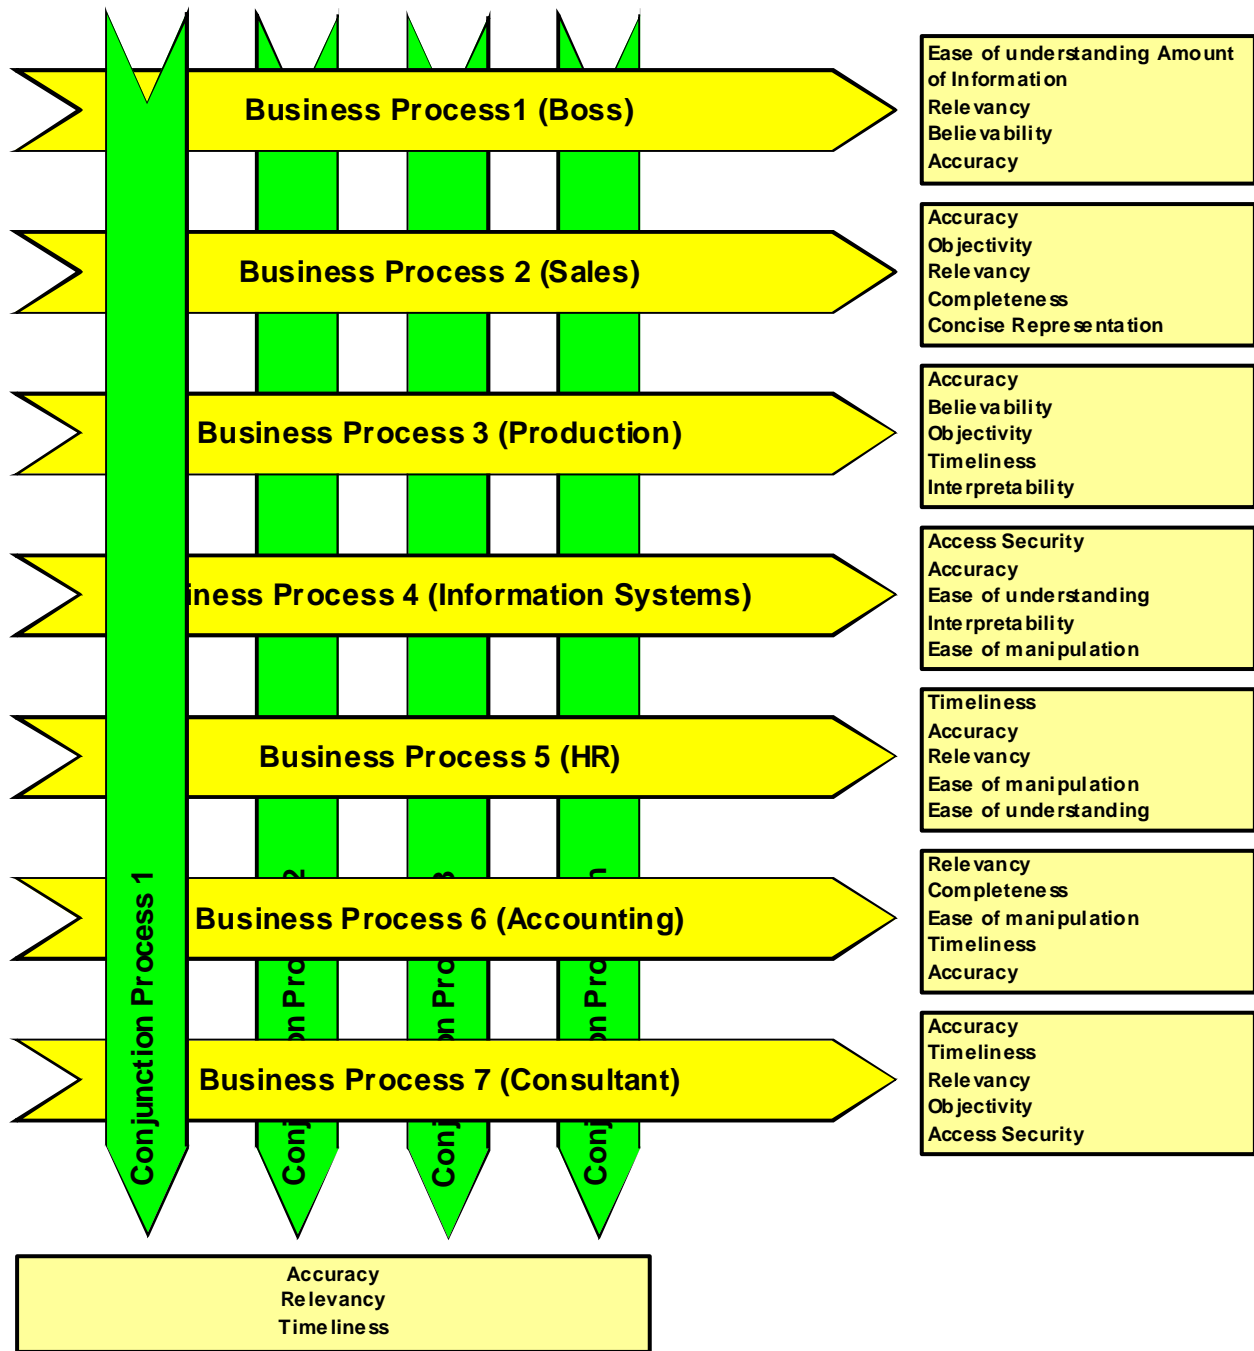 Business Process1 (Boss)
Ease of understanding Amount
of Information
Relevancy
Believability
Accuracy
Business Process 2 (Sales)
Accuracy
Objectivity
Relevancy
Completeness
Concise Representation
Business Process 3 (Production)
Accuracy
Believability
Objectivity
Timeliness
Interpretability
iness Process 4 (Information Systems)
Access Security
Accuracy
Ease of understanding
Interpretability
Ease of manipulation
Business Process 5 (HR)
Timeliness
Accuracy
Relevancy
Ease of manipulation
Ease of understanding
Business Process 6 (Accounting)
Relevancy
Completeness
Ease of manipulation
Timeliness
Accuracy
Business Process 7 (Consultant)
Accuracy
Timeliness
Relevancy
Objectivity
Access Security
Conjunction Process 1
Accuracy
Relevancy
Timeliness